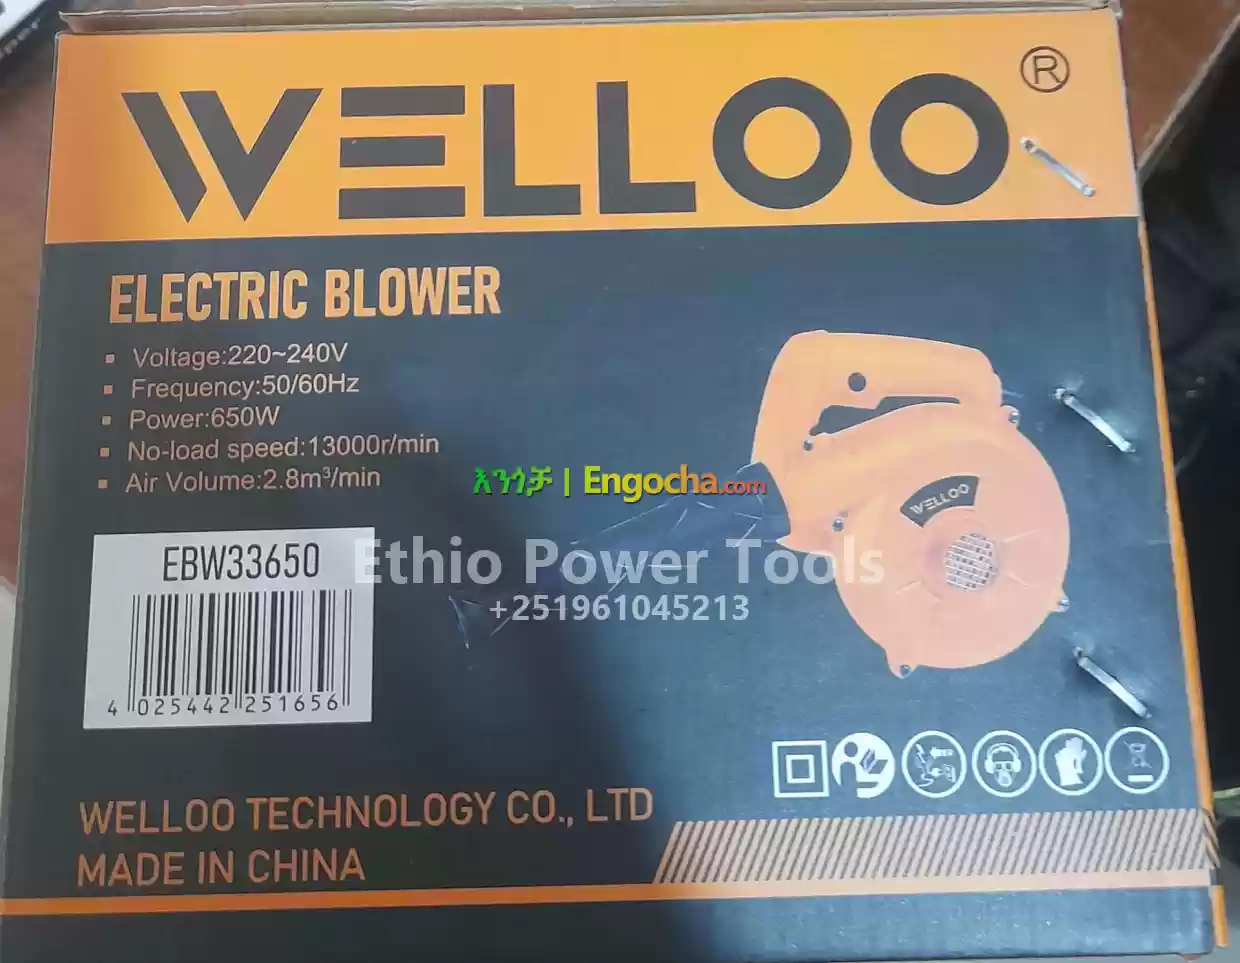 WELLOO®
ELECTRIC BLOWER
▪ Voltage:220~240V
▪ Frequency:50/60Hz
▪ Power:650W
▪ No-load speed:13000r/min
▪ Air Volume:2.8m³/min
እንጎቻ | Engocha.com
WELLOO
EBW33650
Ethio Power Tools
+251961045213
4 025442 251656
WELLOO TECHNOLOGY CO., LTD
MADE IN CHINA